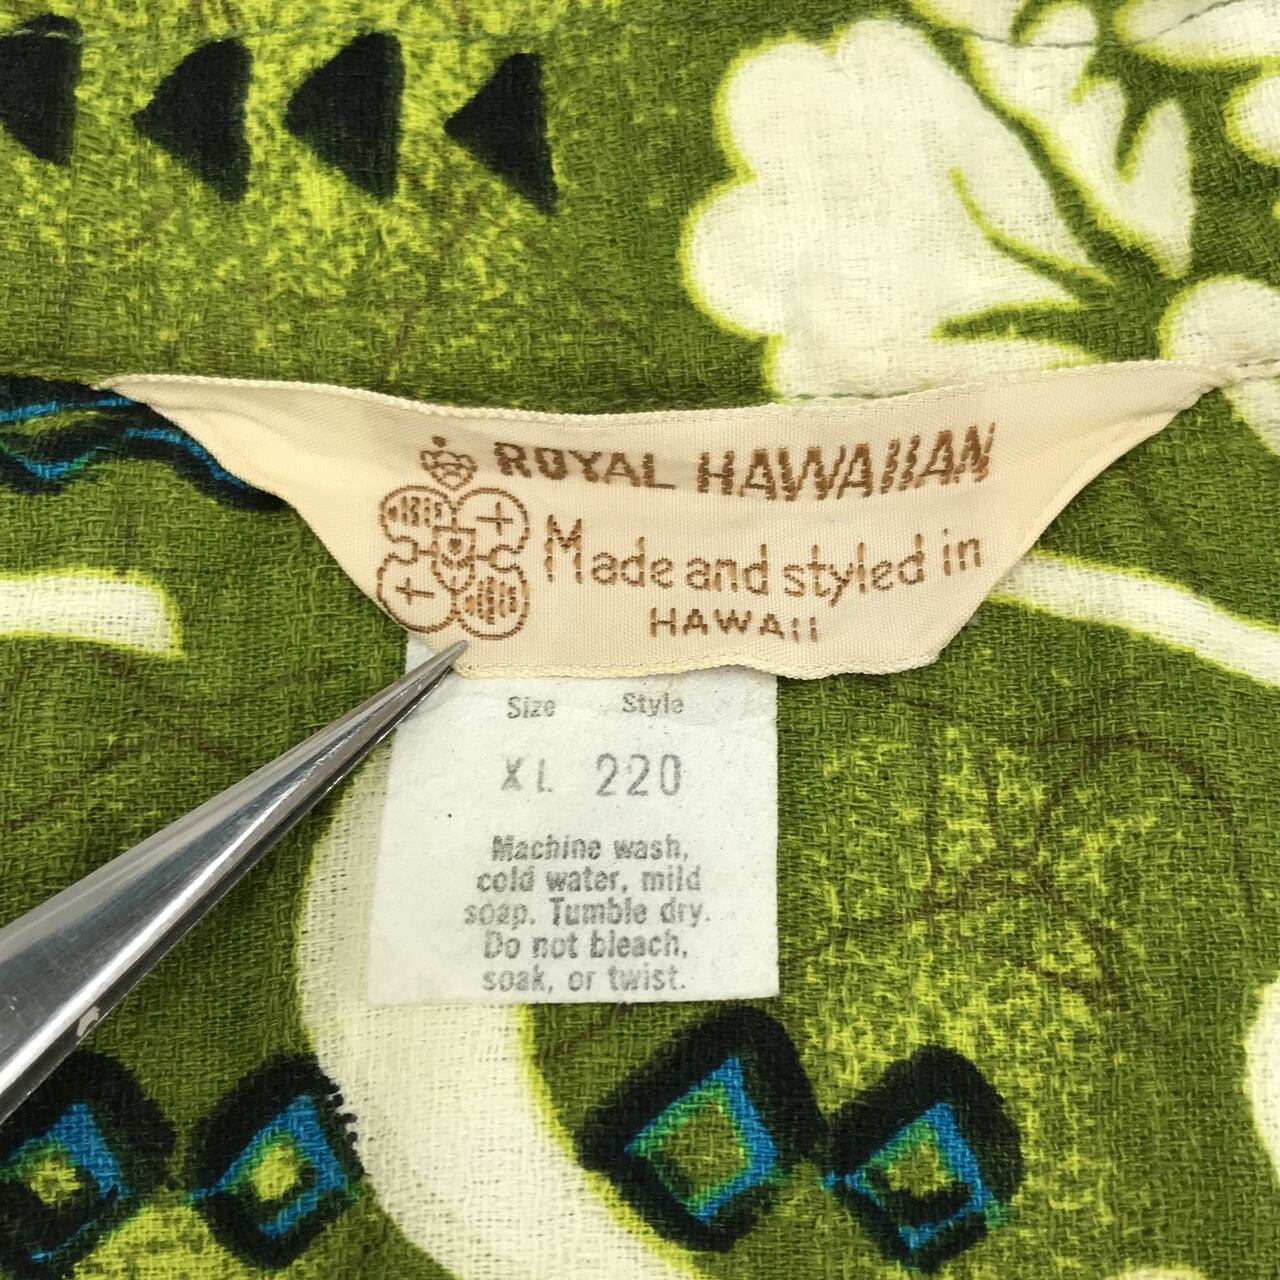 ROYAL HAWAIIAN
Made and styled in
HAWAII
Size Style
XL 220
Machine wash,
cold water, mild
soap. Tumble dry.
Do not bleach,
soak, or twist.